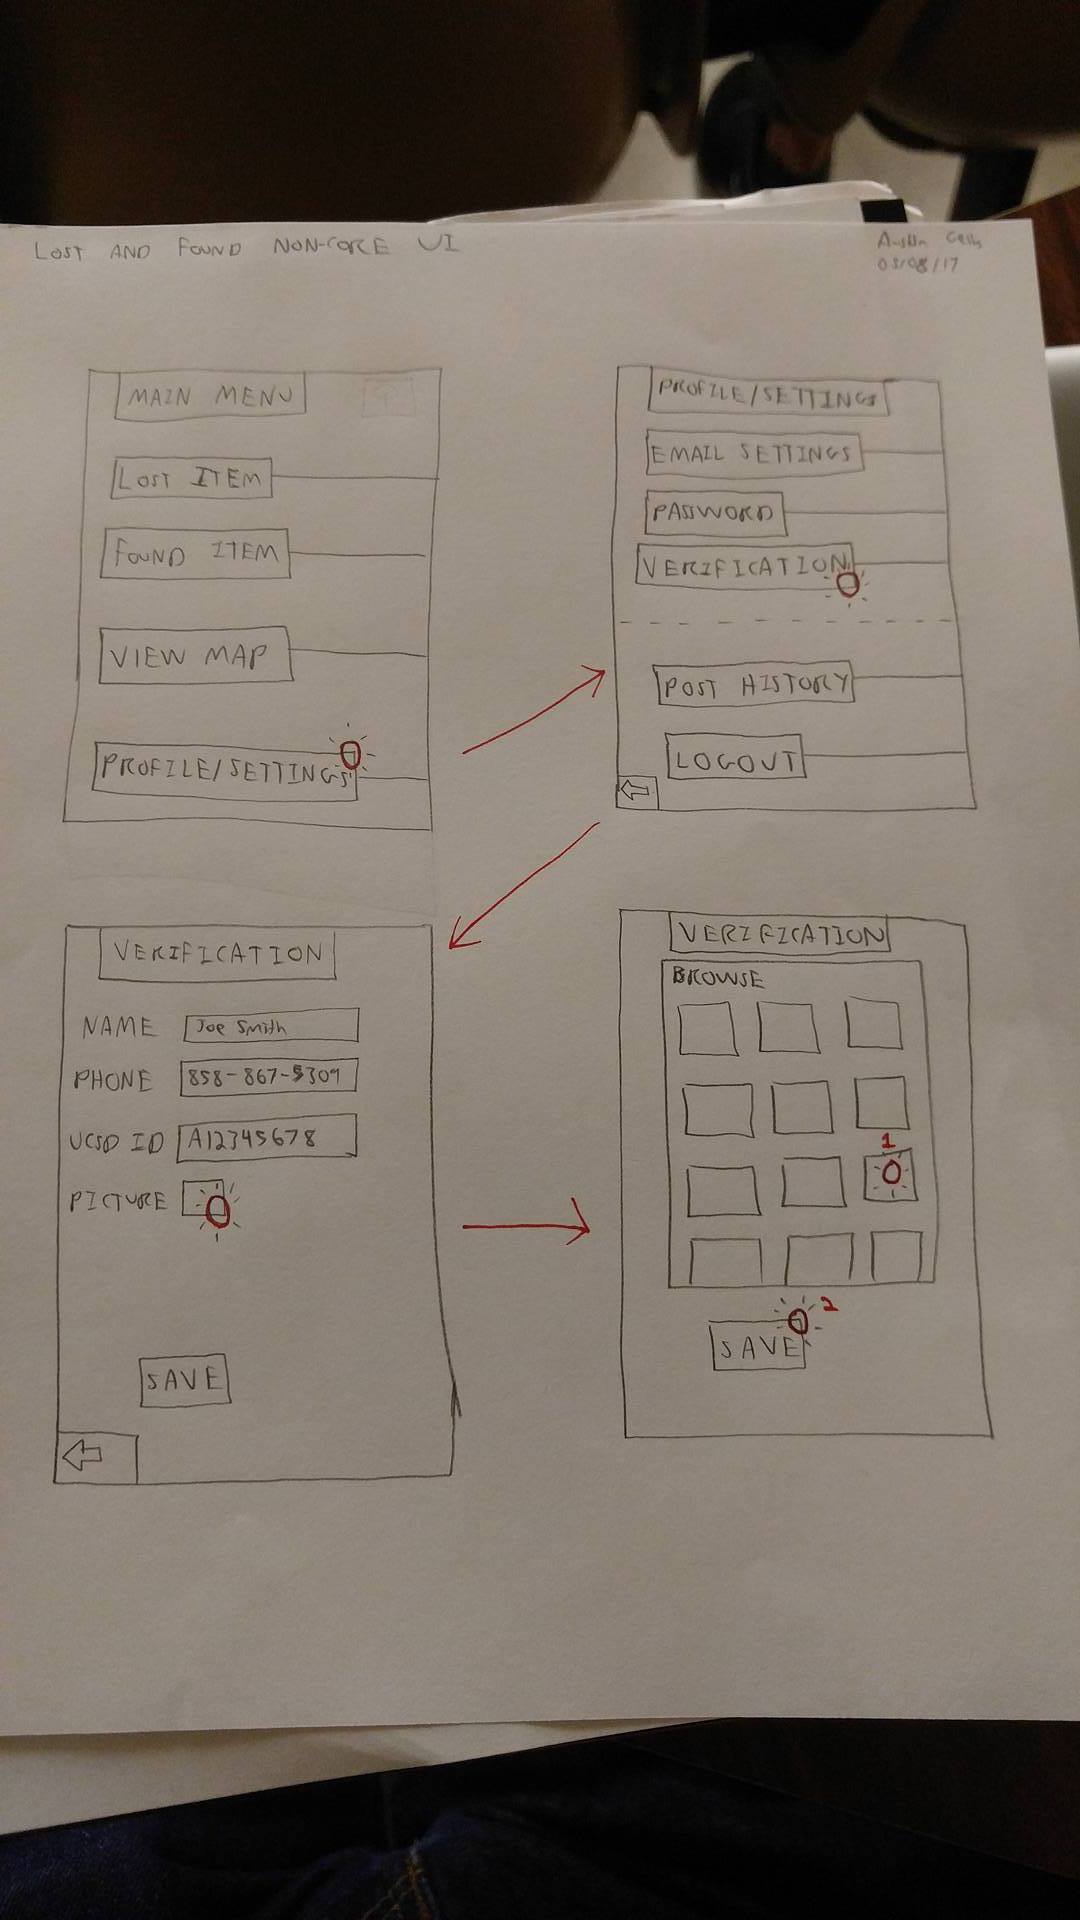 LOST AND FOUND NON-CORE UI
Austin
05/08/17
MAIN MENU
LOST ITEM
FOUND ITEM
VIEW MAP
PROFILE/SETTINGS
PROFILE/SETTINGS
EMAIL SETTINGS
PASSWORD
VERIFICATION
POST HISTORY
LOGOUT
VERIFICATION
NAME Joe Smith
PHONE 858-867-5309
UCSD ID A12345678
PICTURE
SAVE
VERIFICATION
BROWSE
1
2
SAVE